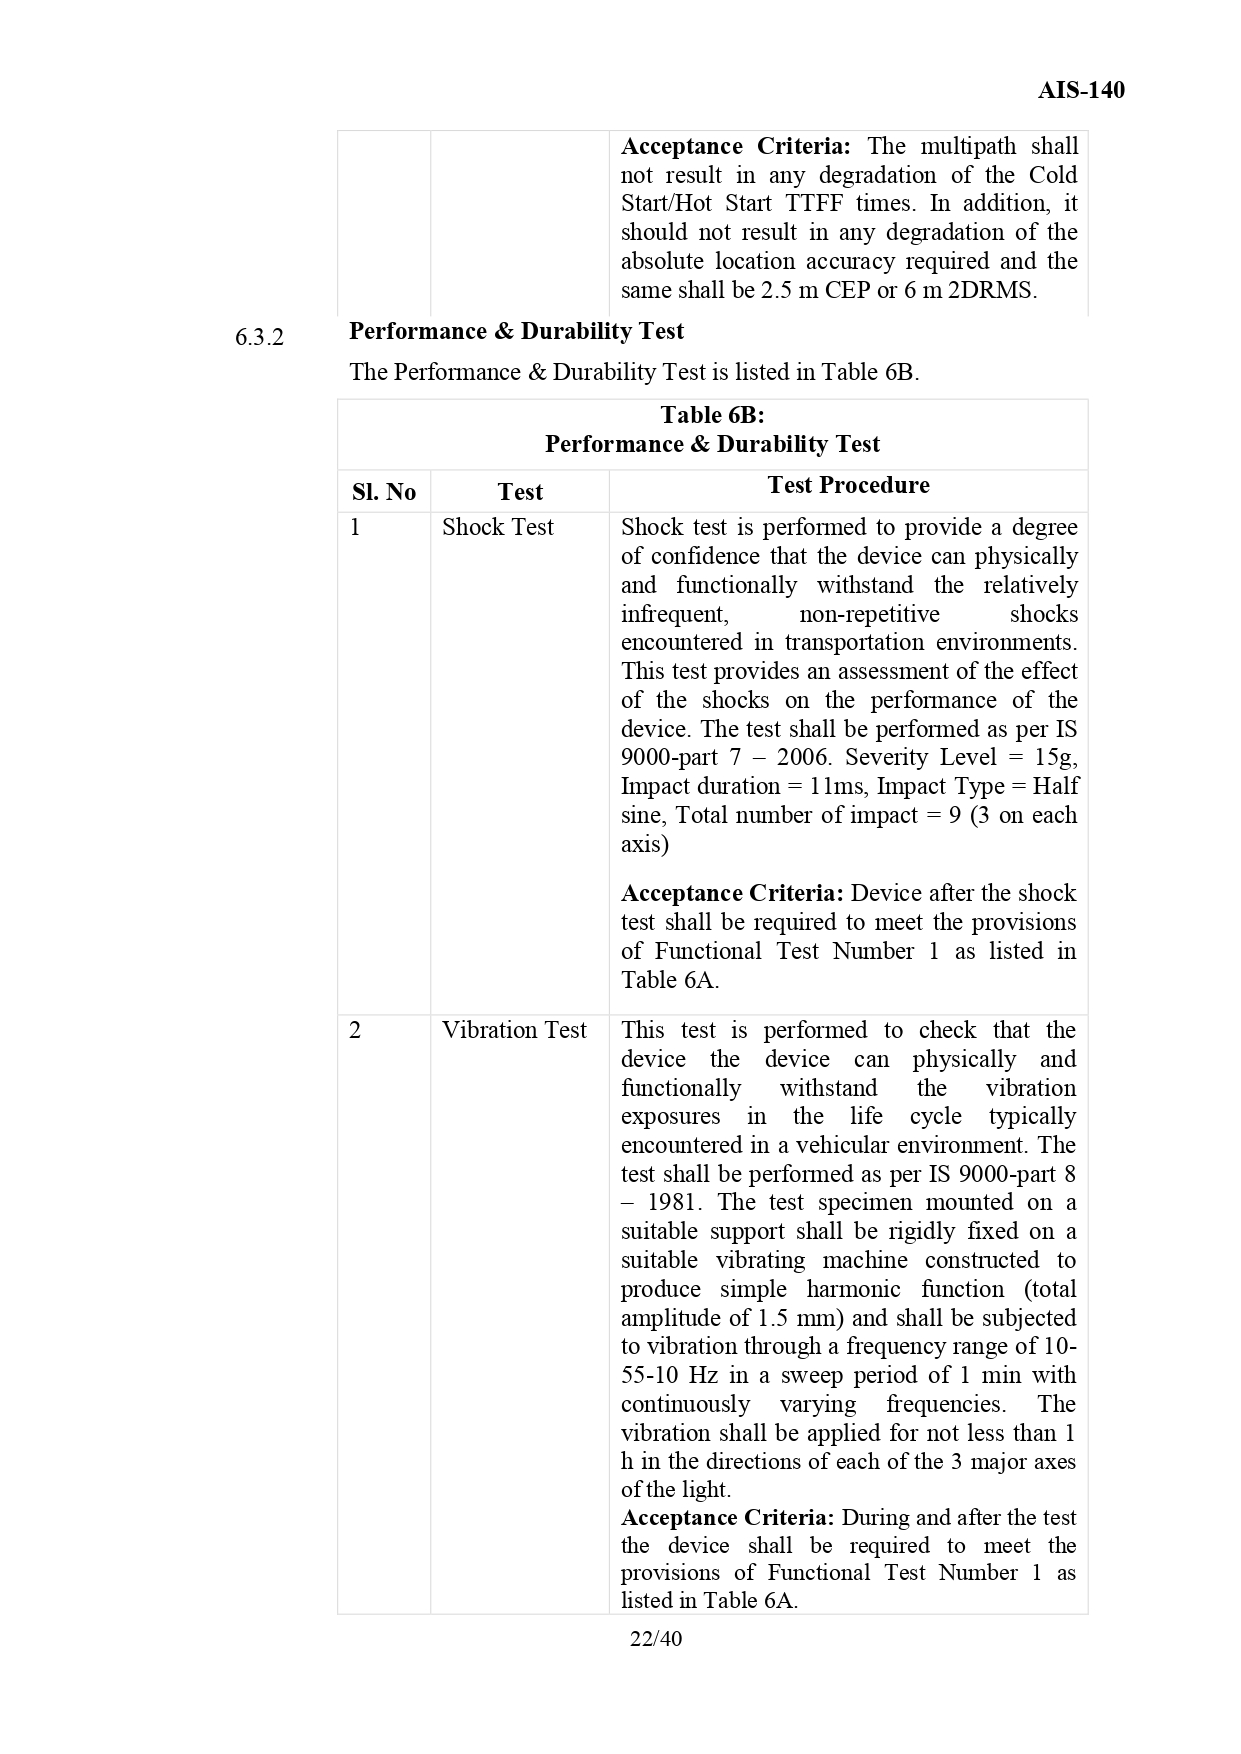 AIS-140
Acceptance Criteria: The multipath shall
not result in any degradation of the Cold
Start/Hot Start TTFF times. In addition, it
should not result in any degradation of the
absolute location accuracy required and the
same shall be 2.5 m CEP or 6 m 2DRMS.
6.3.2 Performance & Durability Test
The Performance & Durability Test is listed in Table 6B.
Table 6B:
Performance & Durability Test
Sl. No Test Test Procedure
1 Shock Test Shock test is performed to provide a degree
of confidence that the device can physically
and functionally withstand the relatively
infrequent, non-repetitive shocks
encountered in transportation environments.
This test provides an assessment of the effect
of the shocks on the performance of the
device. The test shall be performed as per IS
9000-part 7 – 2006. Severity Level = 15g,
Impact duration = 11ms, Impact Type = Half
sine, Total number of impact = 9 (3 on each
axis)
Acceptance Criteria: Device after the shock
test shall be required to meet the provisions
of Functional Test Number 1 as listed in
Table 6A.
2 Vibration Test This test is performed to check that the
device the device can physically and
functionally withstand the vibration
exposures in the life cycle typically
encountered in a vehicular environment. The
test shall be performed as per IS 9000-part 8
– 1981. The test specimen mounted on a
suitable support shall be rigidly fixed on a
suitable vibrating machine constructed to
produce simple harmonic function (total
amplitude of 1.5 mm) and shall be subjected
to vibration through a frequency range of 10-
55-10 Hz in a sweep period of 1 min with
continuously varying frequencies. The
vibration shall be applied for not less than 1
h in the directions of each of the 3 major axes
of the light.
Acceptance Criteria: During and after the test
the device shall be required to meet the
provisions of Functional Test Number 1 as
listed in Table 6A.
22/40